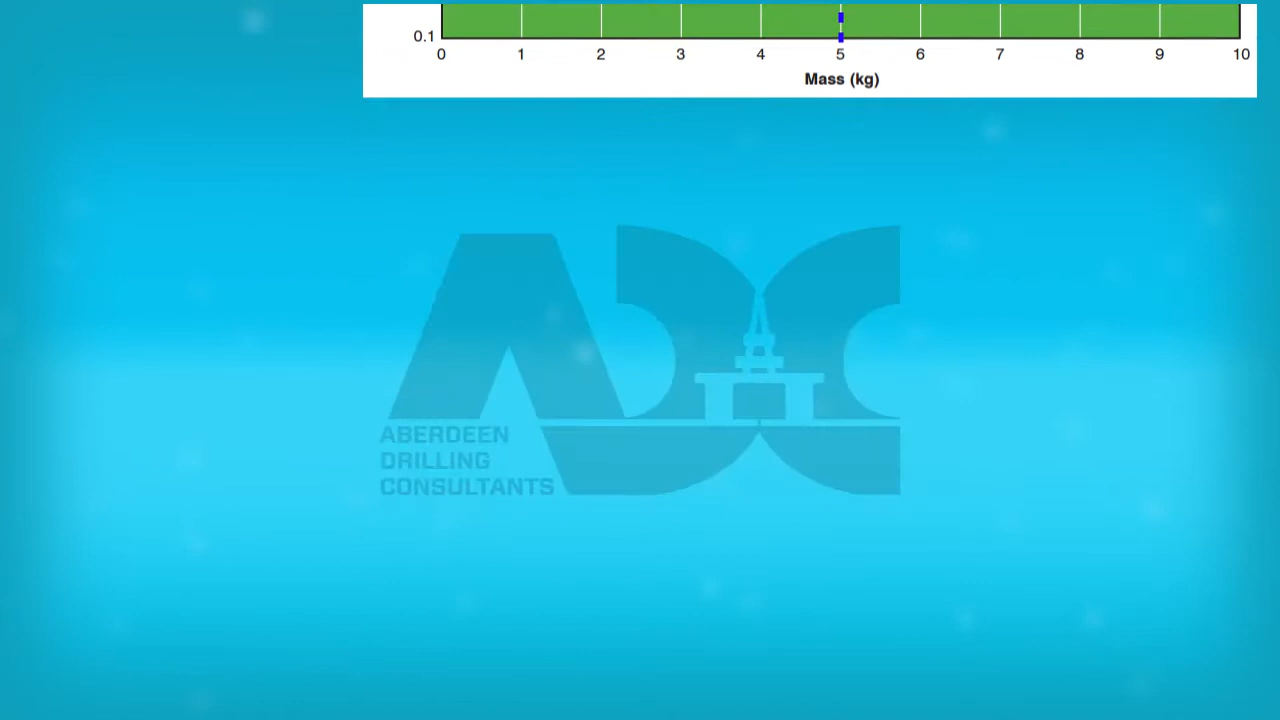 0.1
0 1 2 3 4 5 6 7 8 9 10
Mass (kg)
ABERDEEN
DRILLING
CONSULTANTS